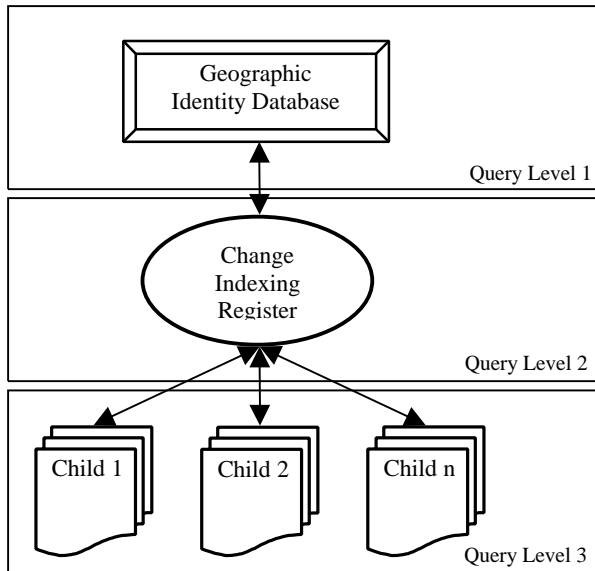 Geographic
Identity Database
Query Level 1
Change
Indexing
Register
Query Level 2
Child 1
Child 2
Child n
Query Level 3